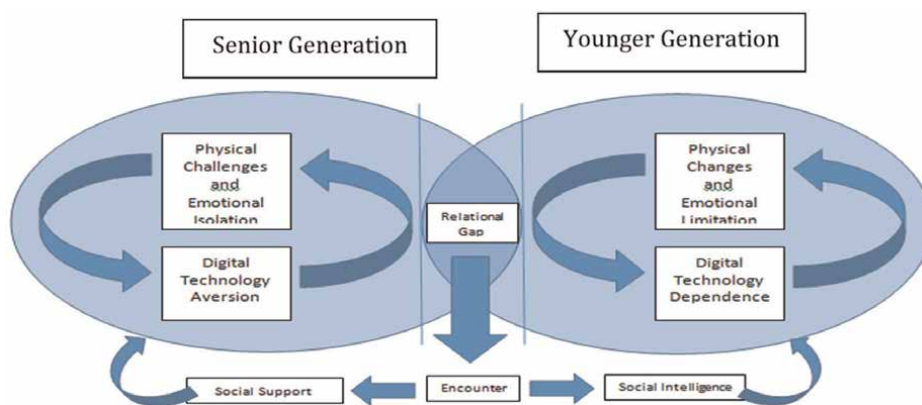 Senior Generation
Younger Generation
Physical
Challenges
and
Emotional
Isolation
Digital
Technology
Aversion
Relational
Gap
Physical
Changes
and
Emotional
Limitation
Digital
Technology
Dependence
Social Support
Encounter
Social Intelligence